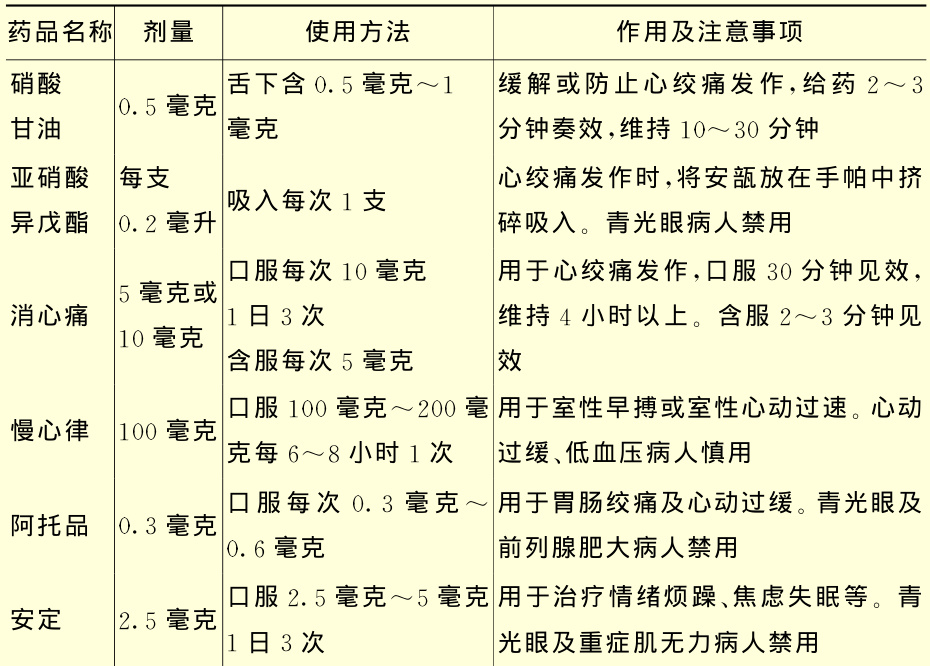 药品名称 剂量 使用方法 作用及注意事项
硝酸
甘油
0.5 毫克
舌下含 0.5 毫克～1
毫克
缓解或防止心绞痛发作,给药 2～3
分钟奏效,维持 10～30 分钟
亚硝酸
异戊酯
每支
0.2 毫升
吸入每次 1 支
心绞痛发作时,将安瓿放在手帕中挤
碎吸入。青光眼病人禁用
消心痛
5 毫克或
10 毫克
口服每次 10 毫克
1 日 3 次
含服每次 5 毫克
用于心绞痛发作,口服 30 分钟见效,
维持 4 小时以上。含服 2～3 分钟见
效
慢心律
100 毫克
口服 100 毫克～200 毫
克每 6～8 小时 1 次
用于室性早搏或室性心动过速。心动
过缓、低血压病人慎用
阿托品
0.3 毫克
口服每次 0.3 毫克～
0.6 毫克
用于胃肠绞痛及心动过缓。青光眼及
前列腺肥大病人禁用
安定
2.5 毫克
口服 2.5 毫克～5 毫克
1 日 3 次
用于治疗情绪烦躁、焦虑失眠等。青
光眼及重症肌无力病人禁用